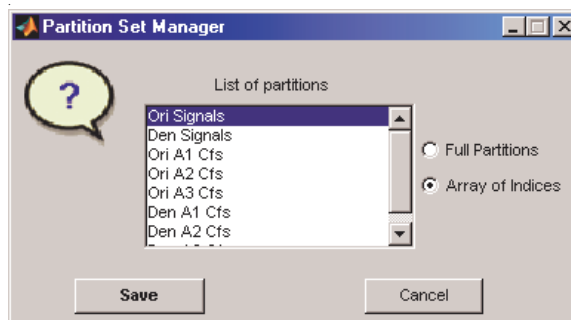 Partition Set Manager
?
List of partitions
Ori Signals
Den Signals
Ori A1 Cfs
Ori A2 Cfs
Ori A3 Cfs
Den A1 Cfs
Den A2 Cfs
Full Partitions
Array of Indices
Save
Cancel